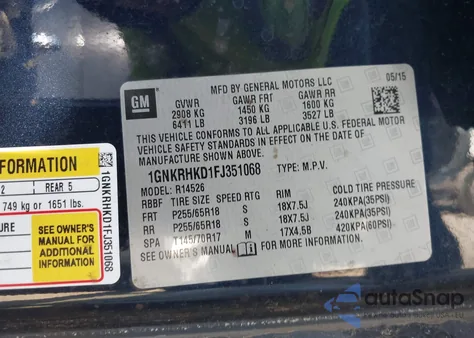 GM
MFD BY GENERAL MOTORS LLC
05/15
GVWR GAWR FRT GAWR RR
2908 KG 1450 KG 1600 KG
6411 LB 3196 LB 3527 LB
THIS VEHICLE CONFORMS TO ALL APPLICABLE U.S. FEDERAL MOTOR
VEHICLE SAFETY STANDARDS IN EFFECT ON THE DATE OF
MANUFACTURE SHOWN ABOVE.
1GNKRHKD1FJ351068 TYPE: M.P.V.
MODEL: R14526
RBBF TIRE SIZE SPEED RTG RIM COLD TIRE PRESSURE
FRT P255/65R18 S 18X7.5J 240KPA(35PSI)
RR P255/65R18 S 18X7.5J 240KPA(35PSI)
SPA T145/70R17 M 17X4.5B 420KPA(60PSI)
SEE OWNER'S MANUAL FOR MORE INFORMATION.
FORMATION
2 REAR 5
749 kg or 1651 lbs.
SEE OWNER'S
MANUAL FOR
ADDITIONAL
INFORMATION
1GNKRHKD1FJ351068
autoSnap